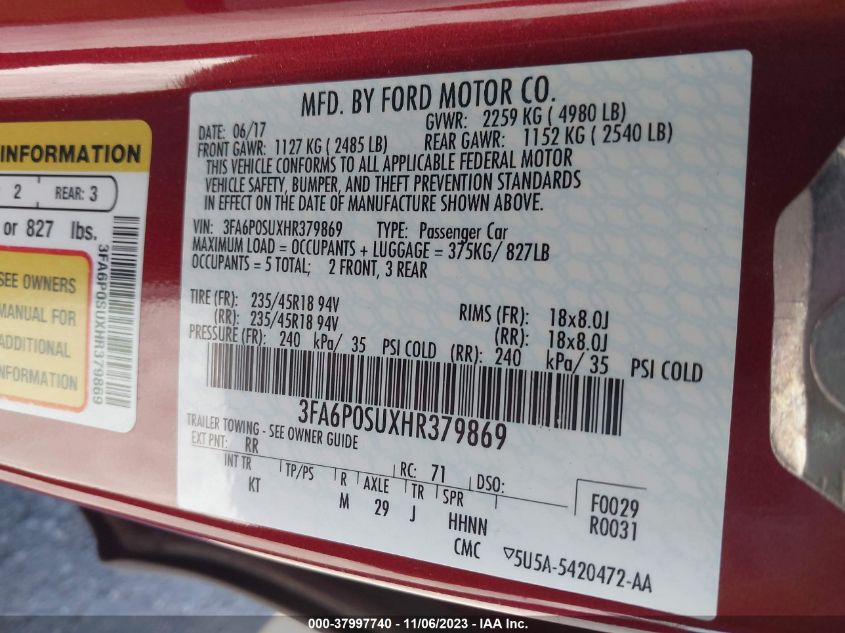 MFD. BY FORD MOTOR CO.
DATE: 06/17 GVWR: 2259 KG ( 4980 LB)
FRONT GAWR: 1127 KG ( 2485 LB) REAR GAWR: 1152 KG ( 2540 LB)
THIS VEHICLE CONFORMS TO ALL APPLICABLE FEDERAL MOTOR
VEHICLE SAFETY, BUMPER, AND THEFT PREVENTION STANDARDS
IN EFFECT ON THE DATE OF MANUFACTURE SHOWN ABOVE.
VIN: 3FA6P0SUXHR379869 TYPE: Passenger Car
MAXIMUM LOAD = OCCUPANTS + LUGGAGE = 375KG/ 827LB
OCCUPANTS = 5 TOTAL; 2 FRONT, 3 REAR
TIRE (FR): 235/45R18 94V RIMS (FR): 18x8.0J
(RR): 235/45R18 94V (RR): 18x8.0J
PRESSURE (FR): 240 kPa/ 35 PSI COLD (RR): 240 kPa/ 35 PSI COLD
3FA6P0SUXHR379869
TRAILER TOWING - SEE OWNER GUIDE
EXT PNT: RR RC: 71 DSO:
INT TR TP/PS R AXLE TR SPR F0029
KT M 29 J HHNN R0031
CMC ▽5U5A-5420472-AA
INFORMATION
2 REAR: 3
or 827 lbs.
SEE OWNERS
MANUAL FOR
ADDITIONAL
INFORMATION
3FA6P0SUXHR379869
000-37997740 - 11/06/2023 - IAA Inc.